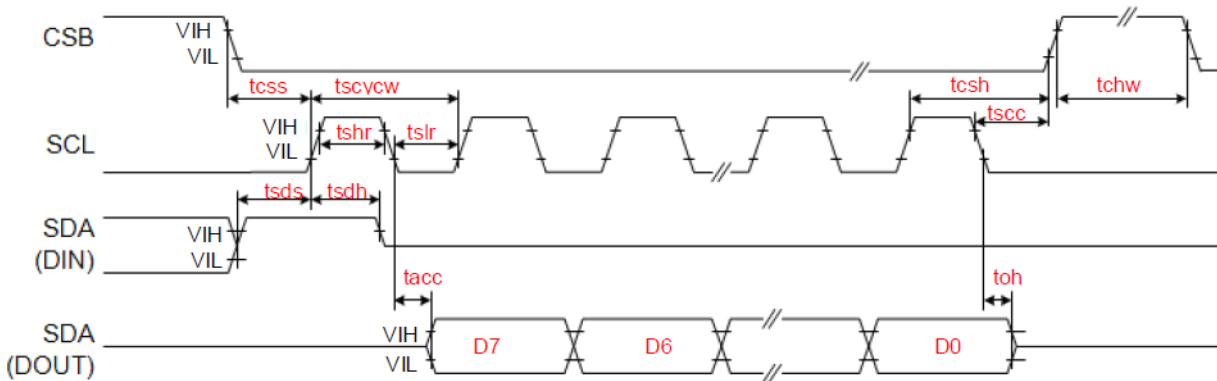 CSB
VIH
VIL
tcss
tscycw
tcsh
tchw
tscc
SCL
VIH
VIL
tshr
tslr
tsds
tsdh
SDA
(DIN)
VIH
VIL
tacc
toh
SDA
(DOUT)
VIH
VIL
D7
D6
D0